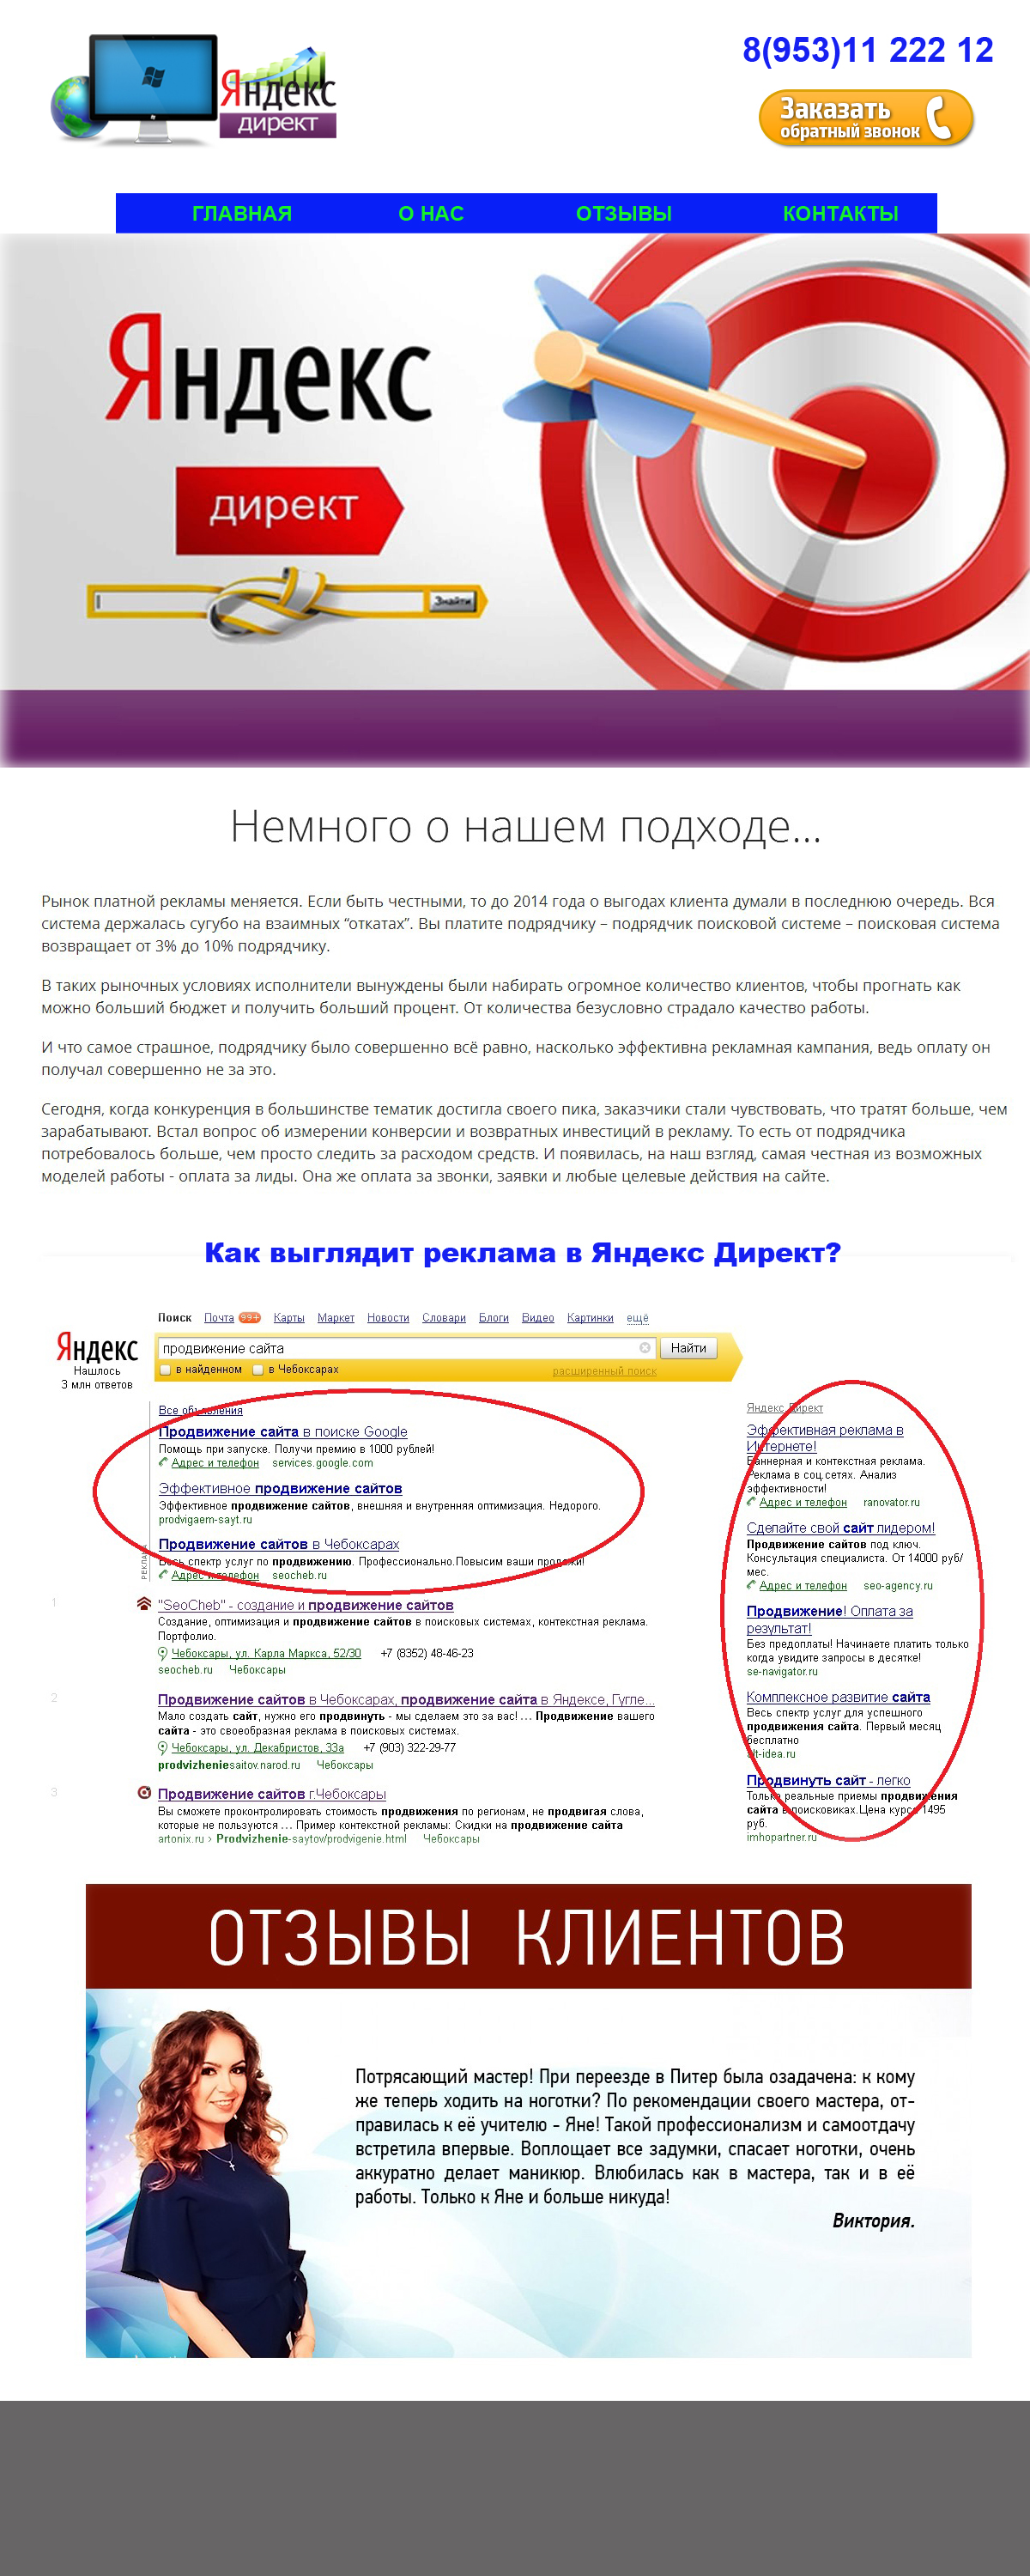 Яндекс
директ
8(953)11 222 12
Заказать
обратный звонок
ГЛАВНАЯ О НАС ОТЗЫВЫ КОНТАКТЫ
Яндекс
директ
Знайти
Немного о нашем подходе...
Рынок платной рекламы меняется. Если быть честными, то до 2014 года о выгодах клиента думали в последнюю очередь. Вся
система держалась сугубо на взаимных “откатах”. Вы платите подрядчику – подрядчик поисковой системе – поисковая система
возвращает от 3% до 10% подрядчику.
В таких рыночных условиях исполнители вынуждены были набирать огромное количество клиентов, чтобы прогнать как
можно больший бюджет и получить больший процент. От количества безусловно страдало качество работы.
И что самое страшное, подрядчику было совершенно всё равно, насколько эффективна рекламная кампания, ведь оплату он
получал совершенно не за это.
Сегодня, когда конкуренция в большинстве тематик достигла своего пика, заказчики стали чувствовать, что тратят больше, чем
зарабатывают. Встал вопрос об измерении конверсии и возвратных инвестиций в рекламу. То есть от подрядчика
потребовалось больше, чем просто следить за расходом средств. И появилась, на наш взгляд, самая честная из возможных
моделей работы - оплата за лиды. Она же оплата за звонки, заявки и любые целевые действия на сайте.
Как выглядит реклама в Яндекс Директ?
Поиск Почта 99+ Карты Маркет Новости Словари Блоги Видео Картинки ещё
Яндекс
Нашлось
3 млн ответов
продвижение сайта Найти
в найденном в Чебоксарах расширенный поиск
Все объявления
Продвижение сайта в поиске Google
Помощь при запуске. Получи премию в 1000 рублей!
Адрес и телефон services.google.com
Эффективное продвижение сайтов
Эффективное продвижение сайтов, внешняя и внутренняя оптимизация. Недорого.
prodvigaem-sayt.ru
Продвижение сайтов в Чебоксарах
Весь спектр услуг по продвижению. Профессионально.Повысим ваши продажи!
Адрес и телефон seocheb.ru
РЕКЛАМА
1
"SeoCheb" - создание и продвижение сайтов
Создание, оптимизация и продвижение сайтов в поисковых системах, контекстная реклама.
Портфолио.
Чебоксары, ул. Карла Маркса, 52/30 +7 (8352) 48-46-23
seocheb.ru Чебоксары
2
Продвижение сайтов в Чебоксарах, продвижение сайта в Яндексе, Гугле...
Мало создать сайт, нужно его продвинуть - мы сделаем это за вас! ... Продвижение вашего
сайта - это своеобразная реклама в поисковых системах.
Чебоксары, ул. Декабристов, 33а +7 (903) 322-29-77
prodvizheniesaitov.narod.ru Чебоксары
3
Продвижение сайтов г.Чебоксары
Вы сможете проконтролировать стоимость продвижения по регионам, не продвигая слова,
которые не пользуются ... Пример контекстной рекламы: Скидки на продвижение сайта
artonix.ru › Prodvizhenie-saytov/prodvigenie.html Чебоксары
Яндекс.Директ
Эффективная реклама в
Интернете!
Баннерная и контекстная реклама.
Реклама в соц.сетях. Анализ
эффективности!
Адрес и телефон ranovator.ru
Сделайте свой сайт лидером!
Продвижение сайтов под ключ.
Консультация специалиста. От 14000 руб/
мес.
Адрес и телефон seo-agency.ru
Продвижение! Оплата за
результат!
Без предоплаты! Начинаете платить только
когда увидите запросы в десятке!
se-navigator.ru
Комплексное развитие сайта
Весь спектр услуг для успешного
продвижения сайта. Первый месяц
бесплатно
alt-idea.ru
Продвинуть сайт - легко
Только реальные приемы продвижения
сайта в поисковиках.Цена курса 1495
руб.
imhopartner.ru
ОТЗЫВЫ КЛИЕНТОВ
Потрясающий мастер! При переезде в Питер была озадачена: к кому
же теперь ходить на ноготки? По рекомендации своего мастера, от-
правилась к её учителю - Яне! Такой профессионализм и самоотдачу
встретила впервые. Воплощает все задумки, спасает ноготки, очень
аккуратно делает маникюр. Влюбилась как в мастера, так и в её
работы. Только к Яне и больше никуда!
Виктория.